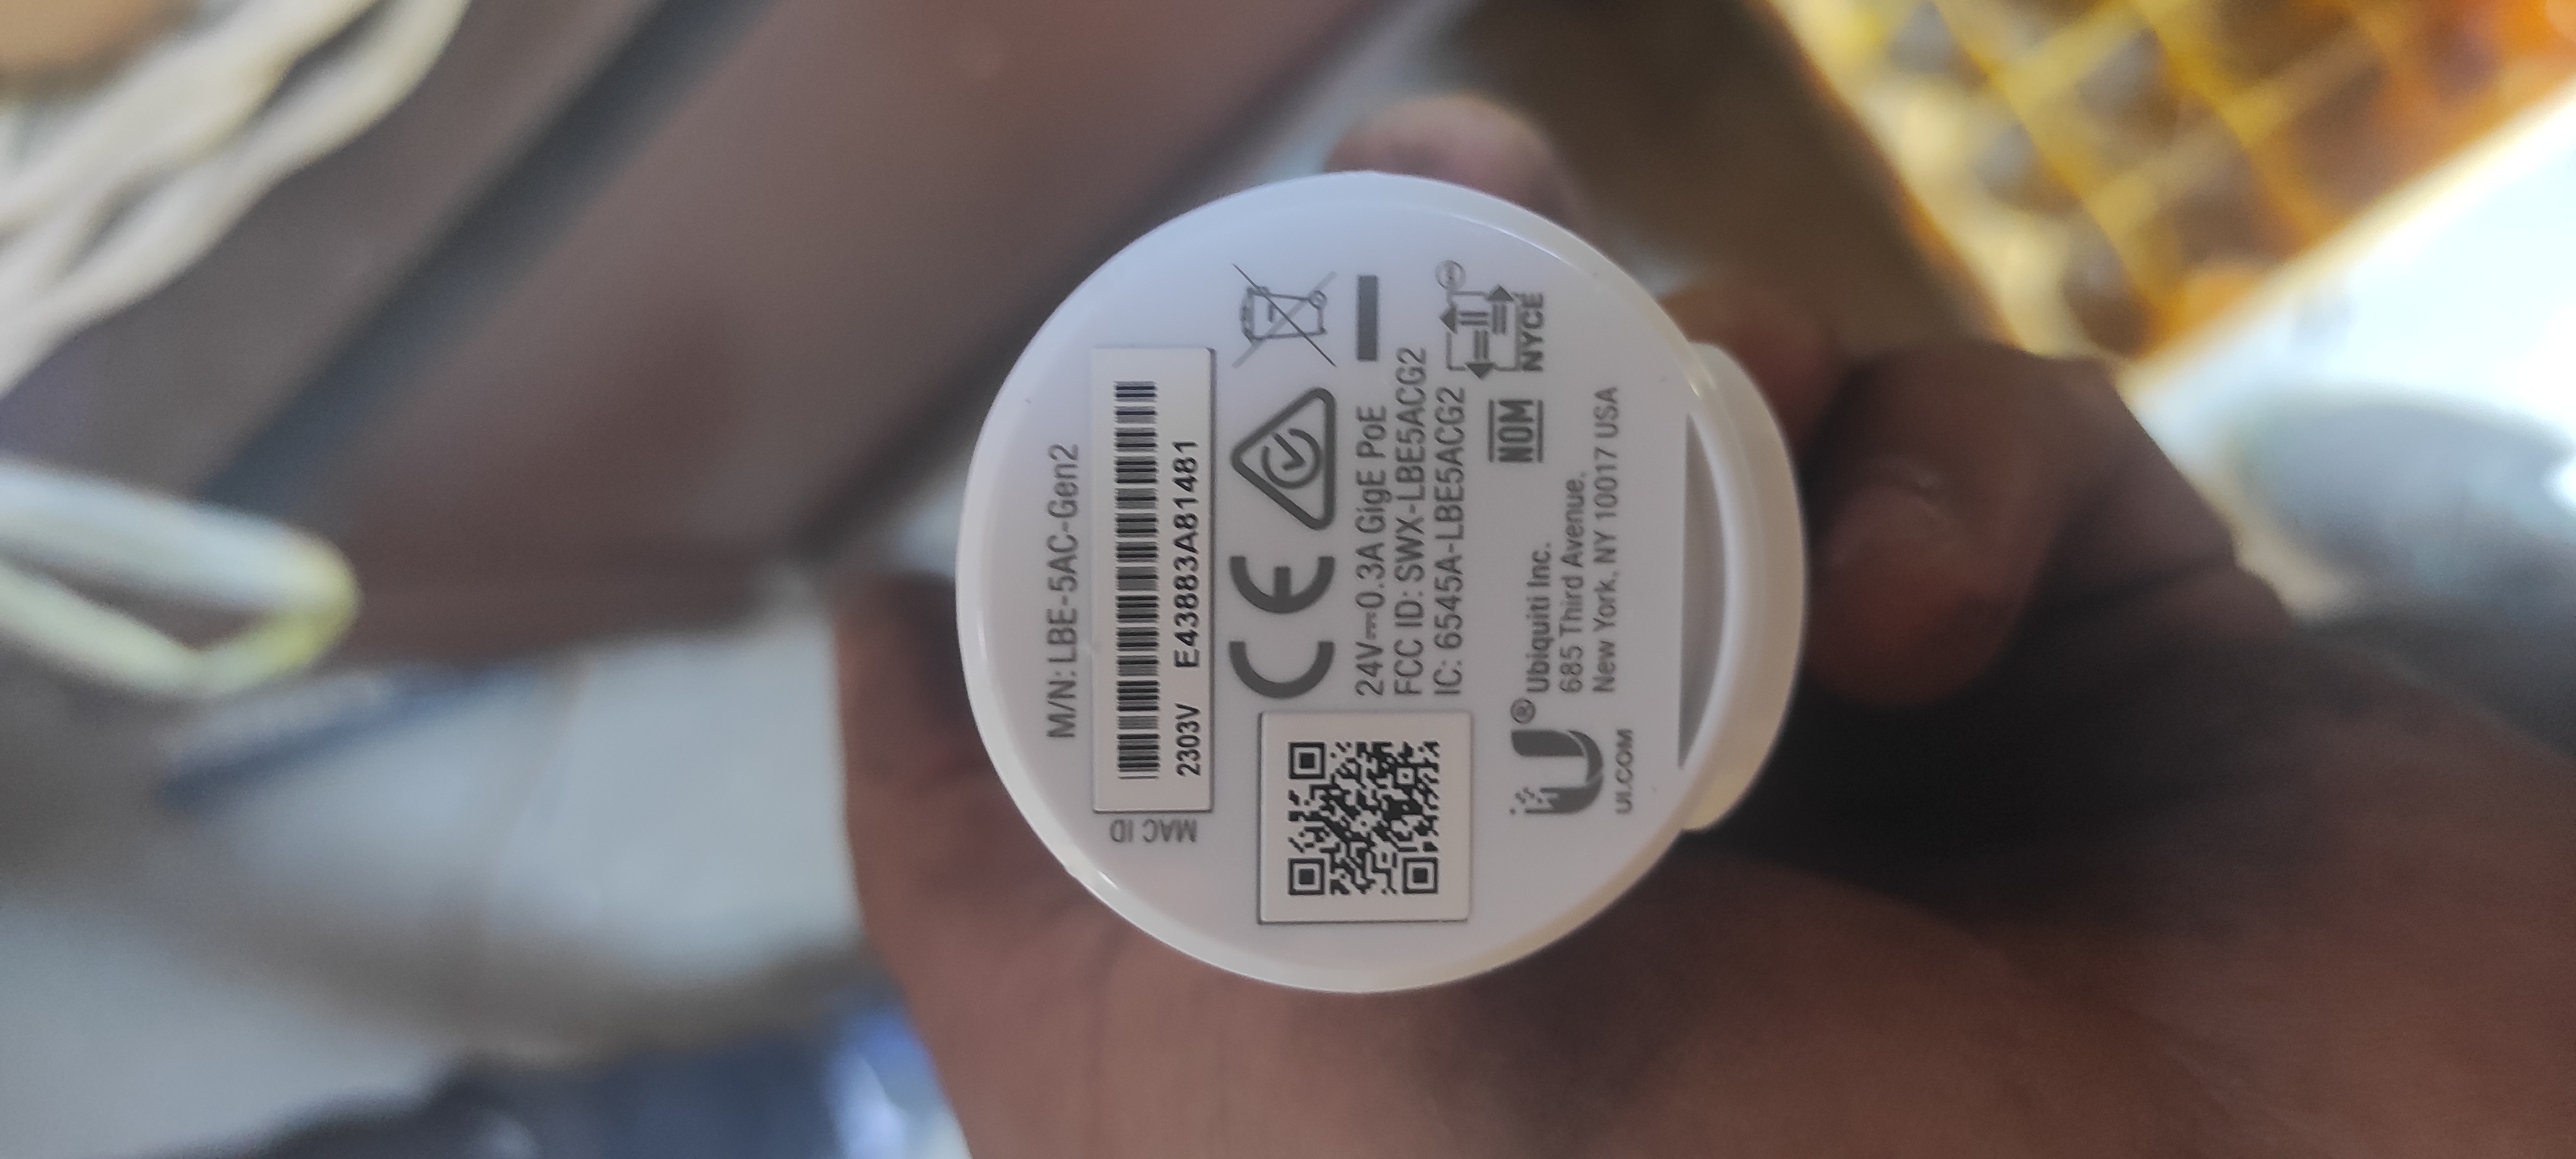 M/N: LBE-5AC-Gen2
MAC ID
2303V E43883A81481
24V⎓0.3A GigE PoE
FCC ID: SWX-LBE5ACG2
IC: 6545A-LBE5ACG2
NOM
NYCE
Ubiquiti Inc.
685 Third Avenue.
New York, NY 10017 USA
UI.COM